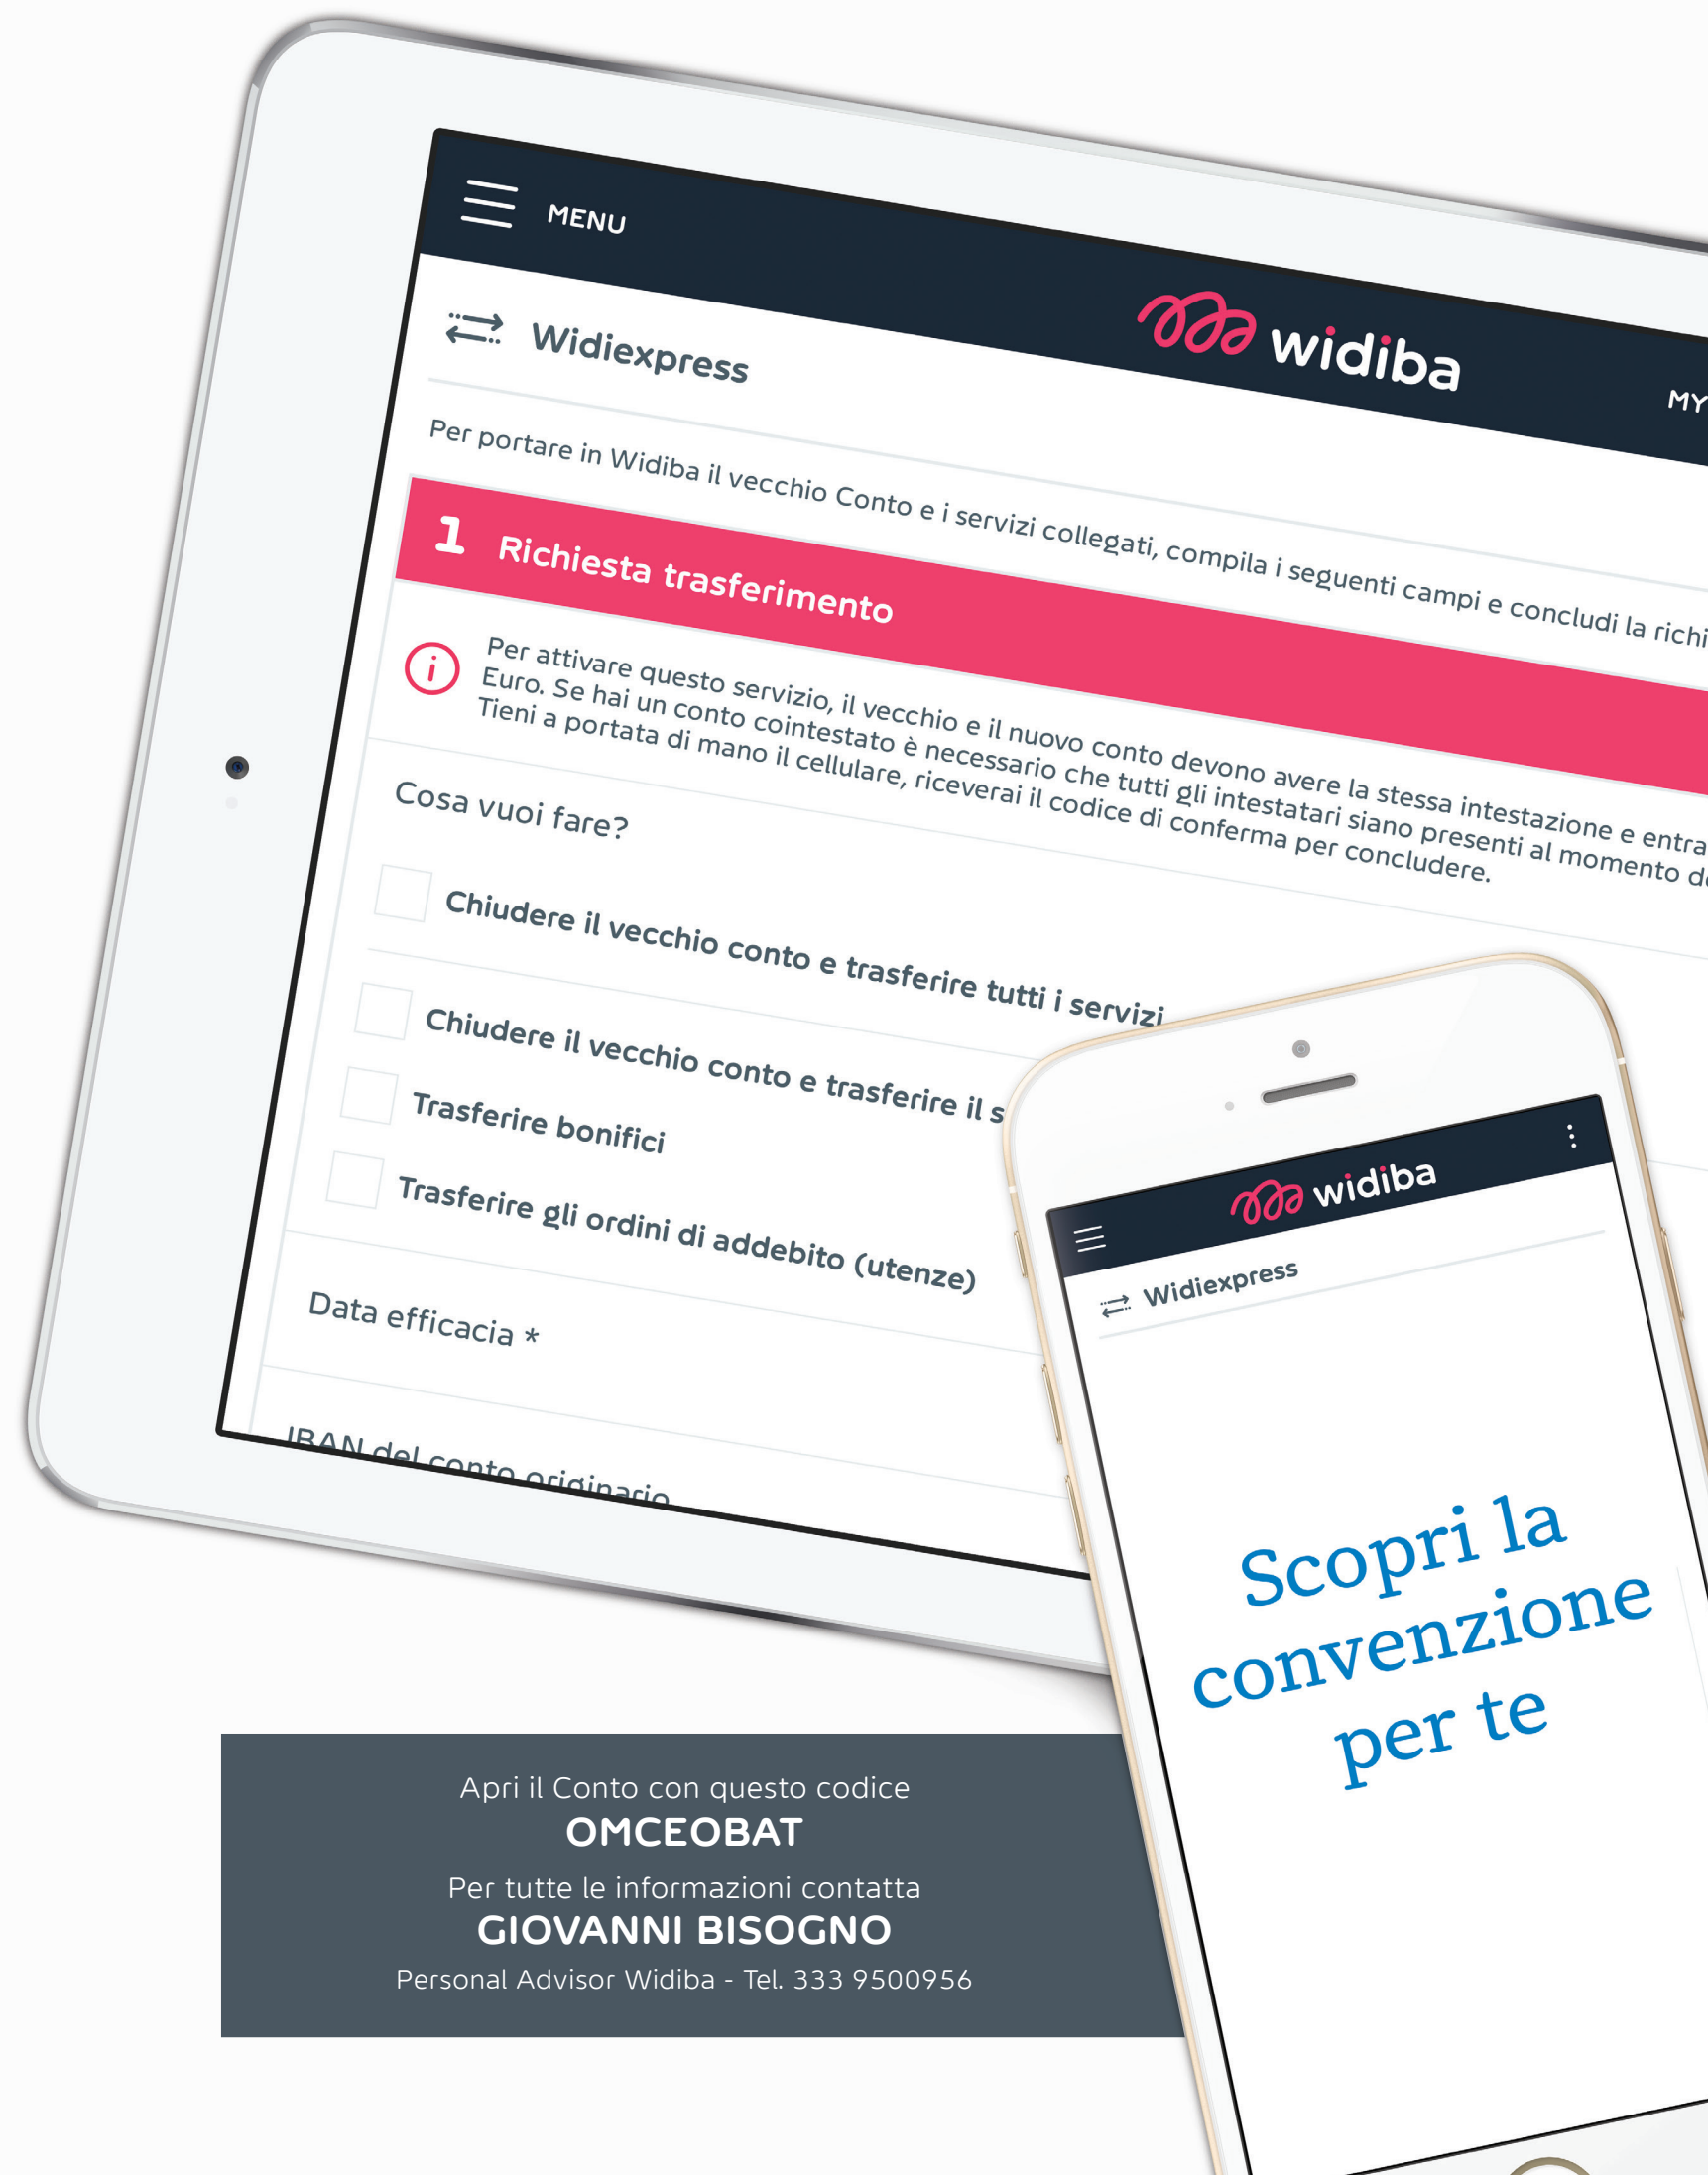 MENU
widiba
MY
Widiexpress
Per portare in Widiba il vecchio Conto e i servizi collegati, compila i seguenti campi e concludi la richi
1 Richiesta trasferimento
Per attivare questo servizio, il vecchio e il nuovo conto devono avere la stessa intestazione e entra
Euro. Se hai un conto cointestato è necessario che tutti gli intestatari siano presenti al momento de
Tieni a portata di mano il cellulare, riceverai il codice di conferma per concludere.
Cosa vuoi fare?
Chiudere il vecchio conto e trasferire tutti i servizi
Chiudere il vecchio conto e trasferire il s
Trasferire bonifici
Trasferire gli ordini di addebito (utenze)
Data efficacia *
IBAN del conto originario
widiba
Widiexpress
Scopri la
convenzione
per te
Apri il Conto con questo codice
OMCEOBAT
Per tutte le informazioni contatta
GIOVANNI BISOGNO
Personal Advisor Widiba - Tel. 333 9500956